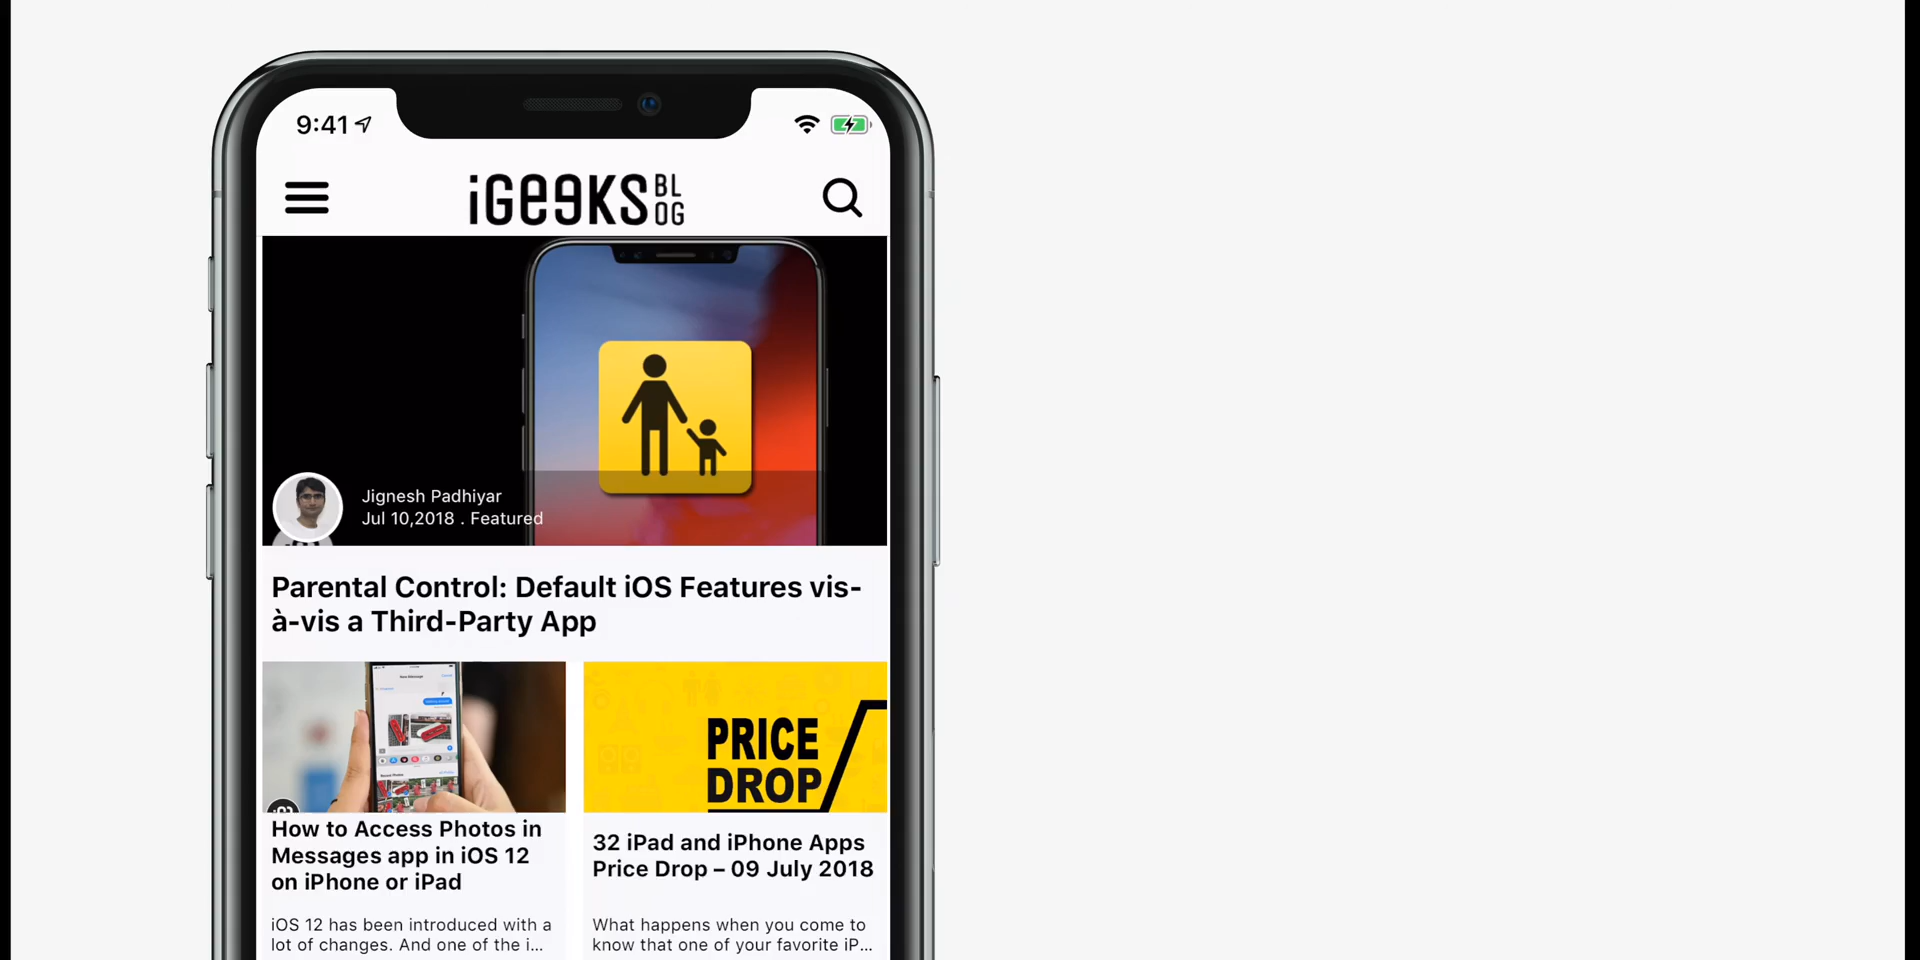 9:41
iGeeKS BLOG
Jignesh Padhiyar
Jul 10,2018 . Featured
Parental Control: Default iOS Features vis-
à-vis a Third-Party App
PRICE
DROP
How to Access Photos in
Messages app in iOS 12
on iPhone or iPad
32 iPad and iPhone Apps
Price Drop – 09 July 2018
iOS 12 has been introduced with a
lot of changes. And one of the i...
What happens when you come to
know that one of your favorite iP...